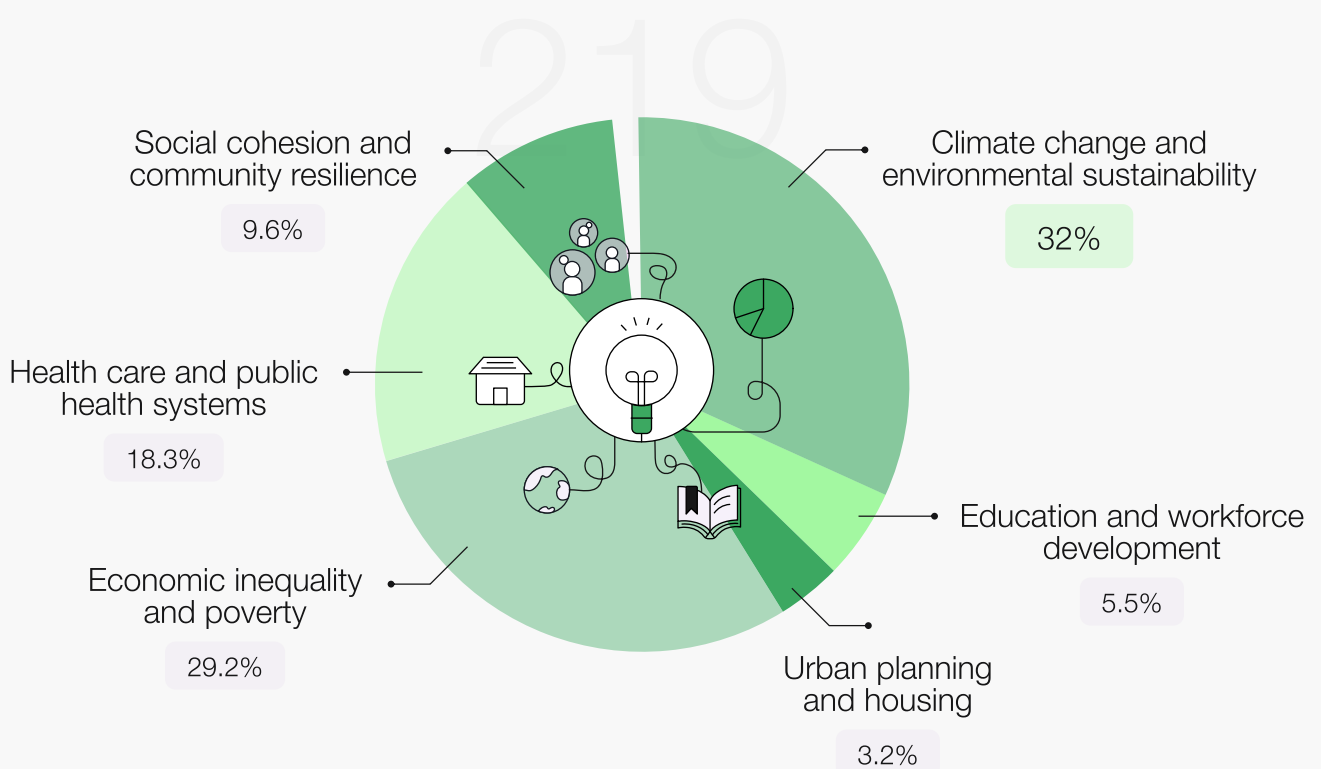 219
Social cohesion and
community resilience
9.6%
Climate change and
environmental sustainability
32%
Health care and public
health systems
18.3%
Education and workforce
development
5.5%
Economic inequality
and poverty
29.2%
Urban planning
and housing
3.2%